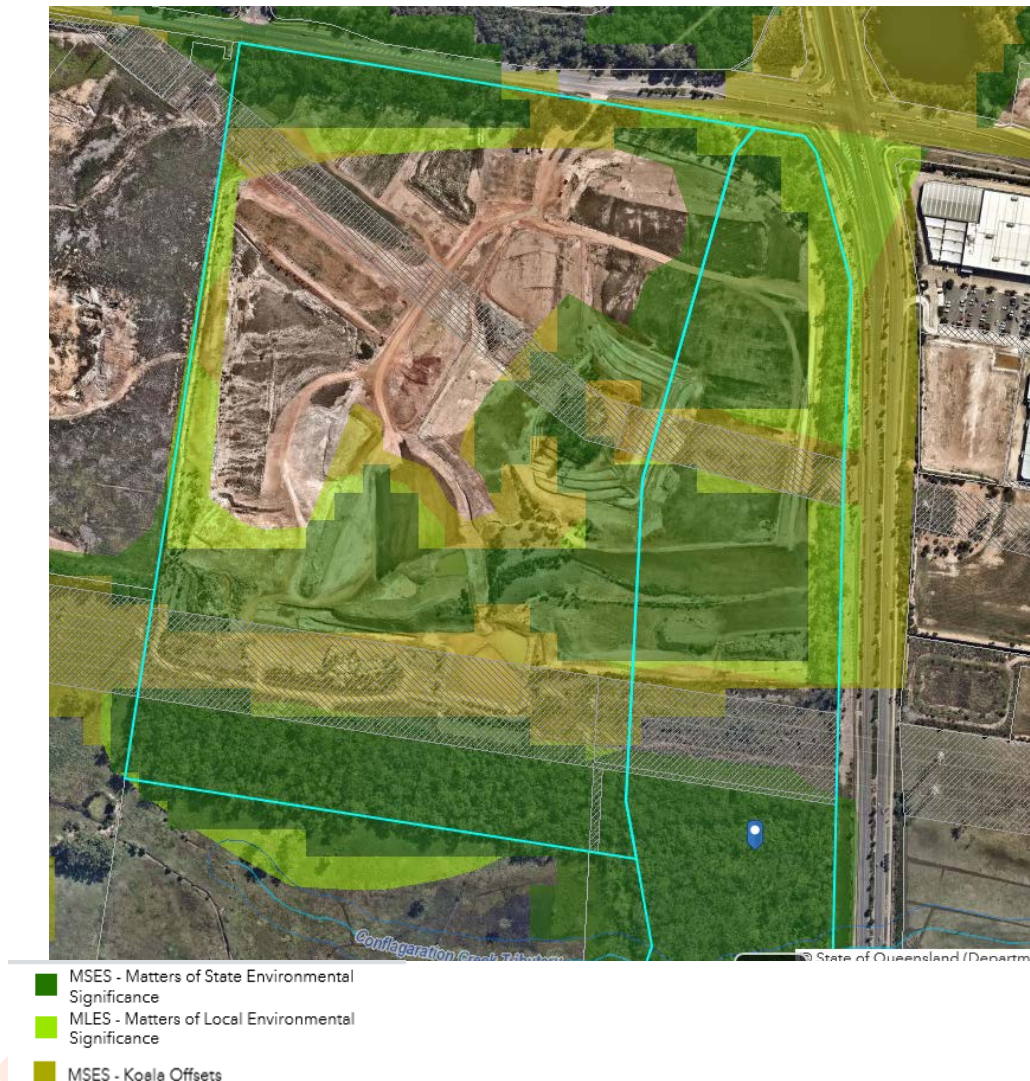 Conflagaration Creek Tributary
© State of Queensland (Departm
MSES - Matters of State Environmental
Significance
MLES - Matters of Local Environmental
Significance
MSES - Koala Offsets